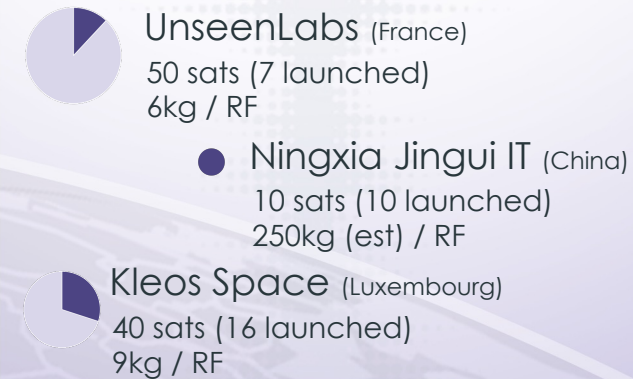 UnseenLabs (France)
50 sats (7 launched)
6kg / RF
Ningxia Jingui IT (China)
10 sats (10 launched)
250kg (est) / RF
Kleos Space (Luxembourg)
40 sats (16 launched)
9kg / RF